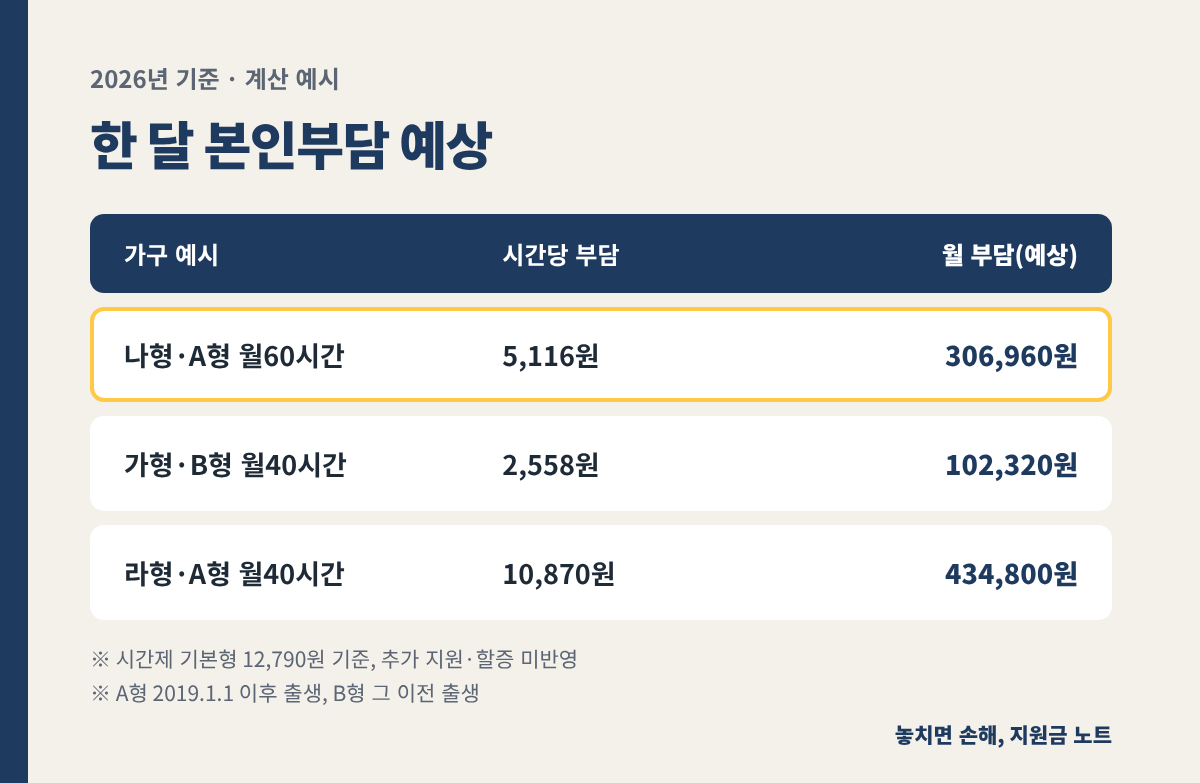 2026년 기준 · 계산 예시
한 달 본인부담 예상
가구 예시 시간당 부담 월 부담(예상)
나형·A형 월60시간 5,116원 306,960원
가형·B형 월40시간 2,558원 102,320원
라형·A형 월40시간 10,870원 434,800원
※ 시간제 기본형 12,790원 기준, 추가 지원·할증 미반영
※ A형 2019.1.1 이후 출생, B형 그 이전 출생
놓치면 손해, 지원금 노트